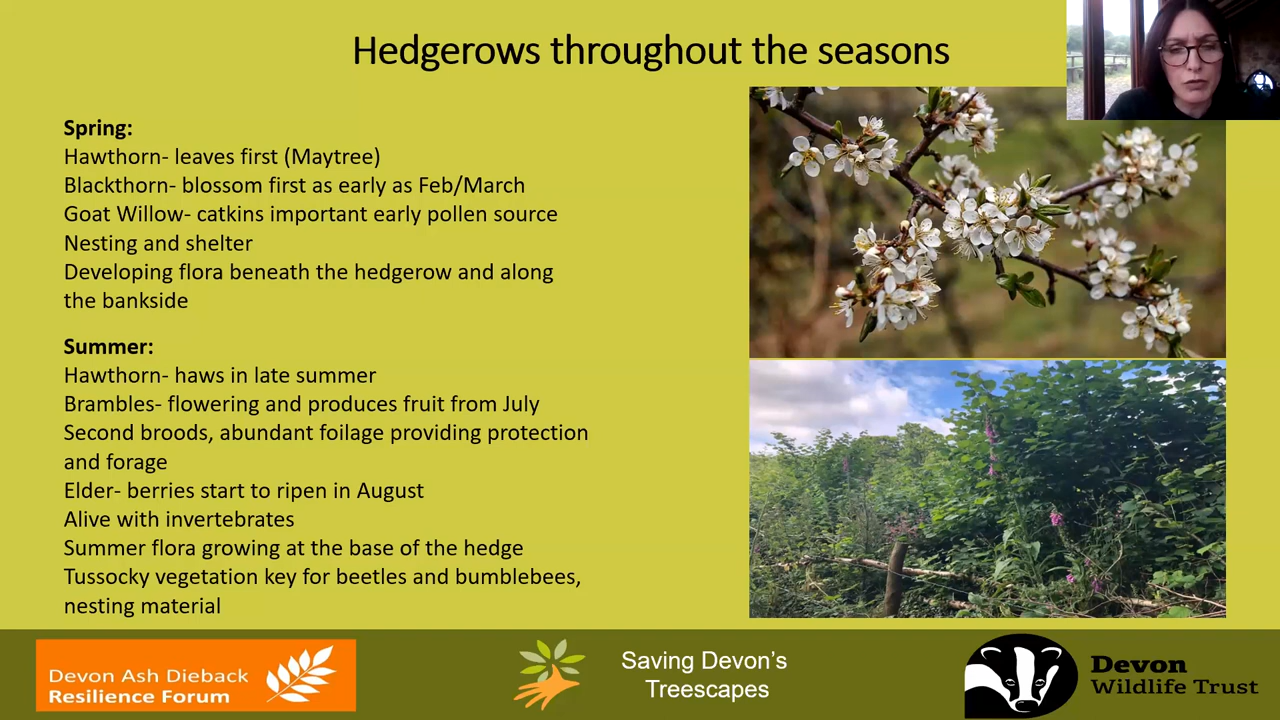 Hedgerows throughout the seasons
Spring:
Hawthorn- leaves first (Maytree)
Blackthorn- blossom first as early as Feb/March
Goat Willow- catkins important early pollen source
Nesting and shelter
Developing flora beneath the hedgerow and along
the bankside
Summer:
Hawthorn- haws in late summer
Brambles- flowering and produces fruit from July
Second broods, abundant foilage providing protection
and forage
Elder- berries start to ripen in August
Alive with invertebrates
Summer flora growing at the base of the hedge
Tussocky vegetation key for beetles and bumblebees,
nesting material
Devon Ash Dieback
Resilience Forum
Saving Devon's
Treescapes
Devon
Wildlife Trust